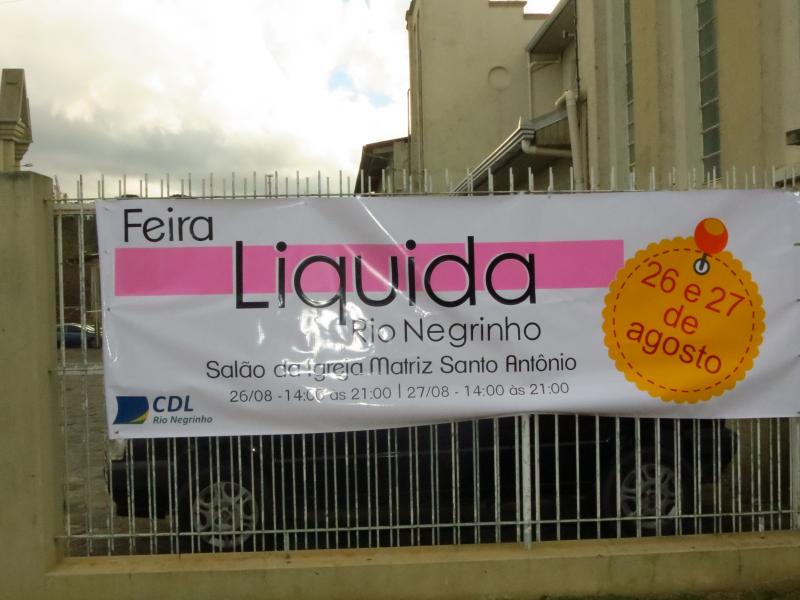 Feira
Liquida
Rio Negrinho
Salão da Igreja Matriz Santo Antônio
26/08 - 14:00 as 21:00 | 27/08 - 14:00 às 21:00
26 e 27
de
agosto
CDL
Rio Negrinho